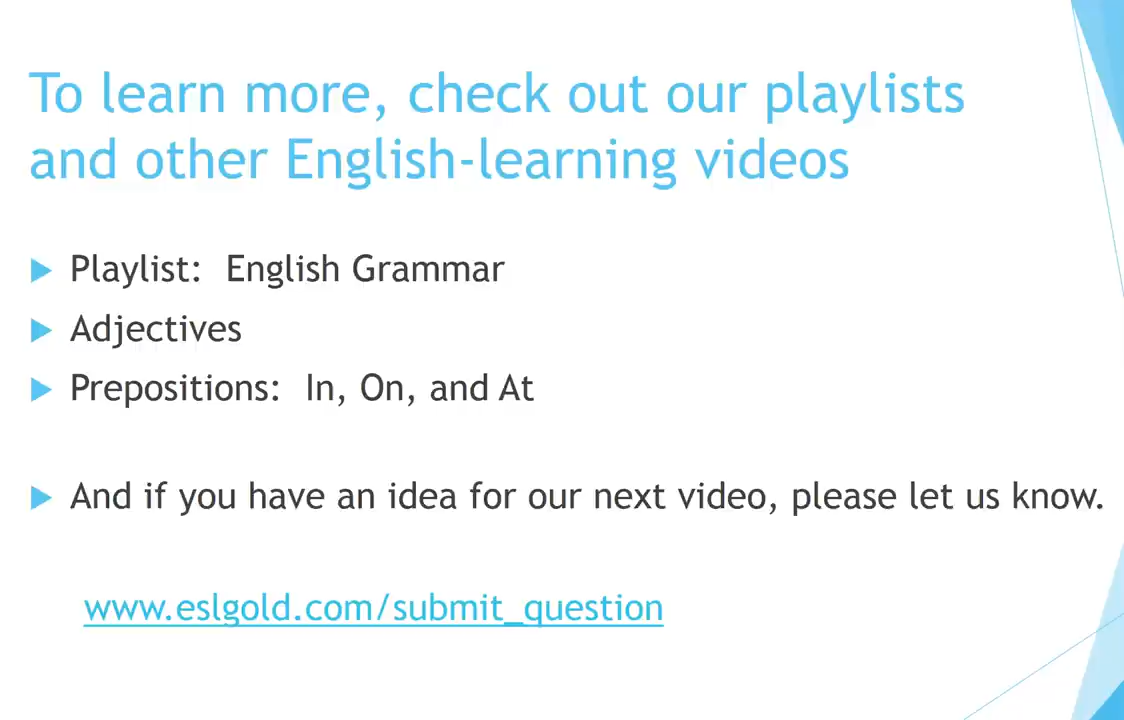 To learn more, check out our playlists
and other English-learning videos
Playlist:  English Grammar
Adjectives
Prepositions:  In, On, and At
And if you have an idea for our next video, please let us know.
www.eslgold.com/submit_question